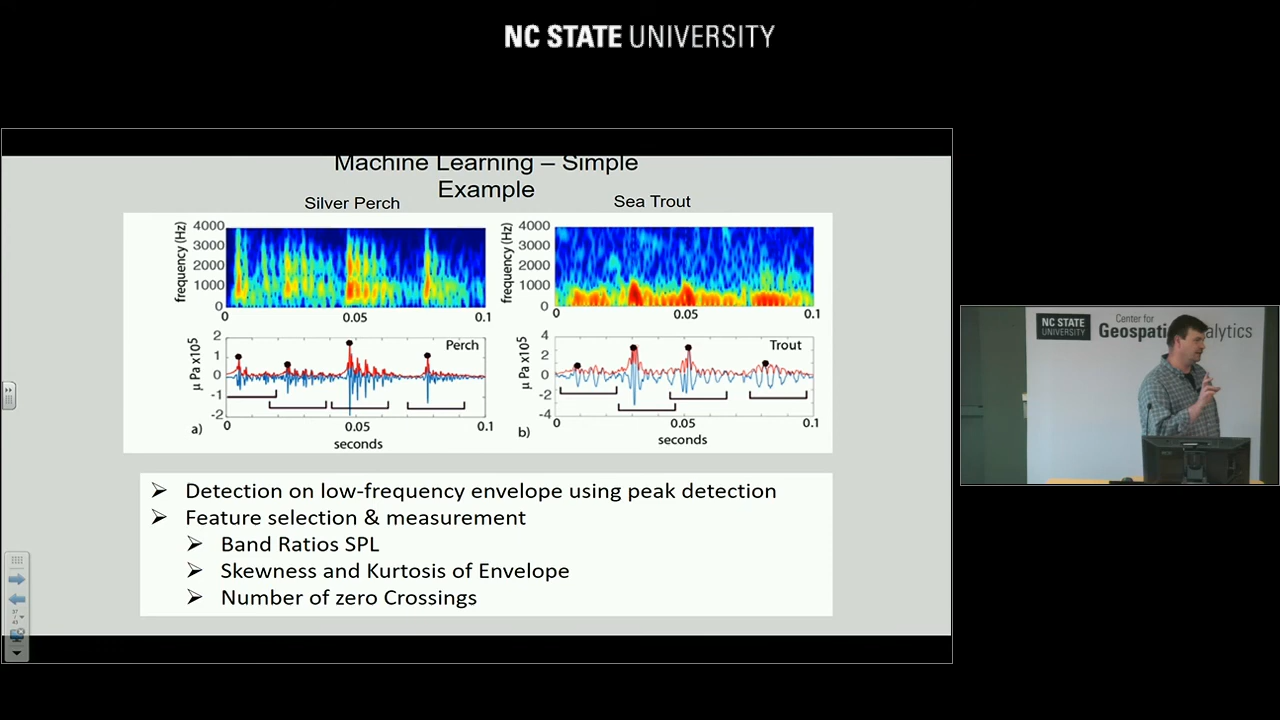 NC STATE UNIVERSITY
Machine Learning – Simple
Example
Silver Perch
Sea Trout
frequency (Hz)
4000
3000
2000
1000
0
0
0.05
0.1
frequency (Hz)
4000
3000
2000
1000
0
0
0.05
0.1
μ Pa x10⁵
2
1
0
-1
-2
Perch
a)
0
0.05
0.1
seconds
μ Pa x10⁵
4
2
0
-2
-4
Trout
b)
0
0.05
0.1
seconds
Detection on low-frequency envelope using peak detection
Feature selection & measurement
Band Ratios SPL
Skewness and Kurtosis of Envelope
Number of zero Crossings
37
/
43
NC STATE
UNIVERSITY
Center for
Geospati alytics